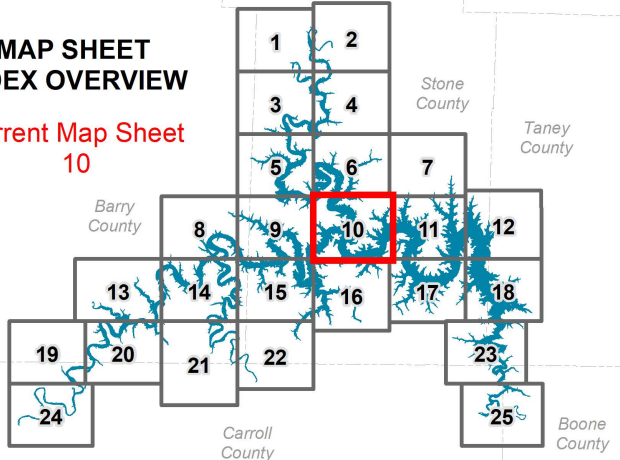 MAP SHEET
DEX OVERVIEW
rrent Map Sheet
10
1
2
Stone
County
3
4
Taney
County
5
6
7
Barry
County
8
9
10
11
12
13
14
15
16
17
18
19
20
21
22
23
24
25
Carroll
County
Boone
County